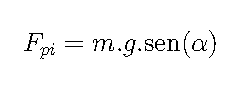 F_{pi} = m.g.sen(α)